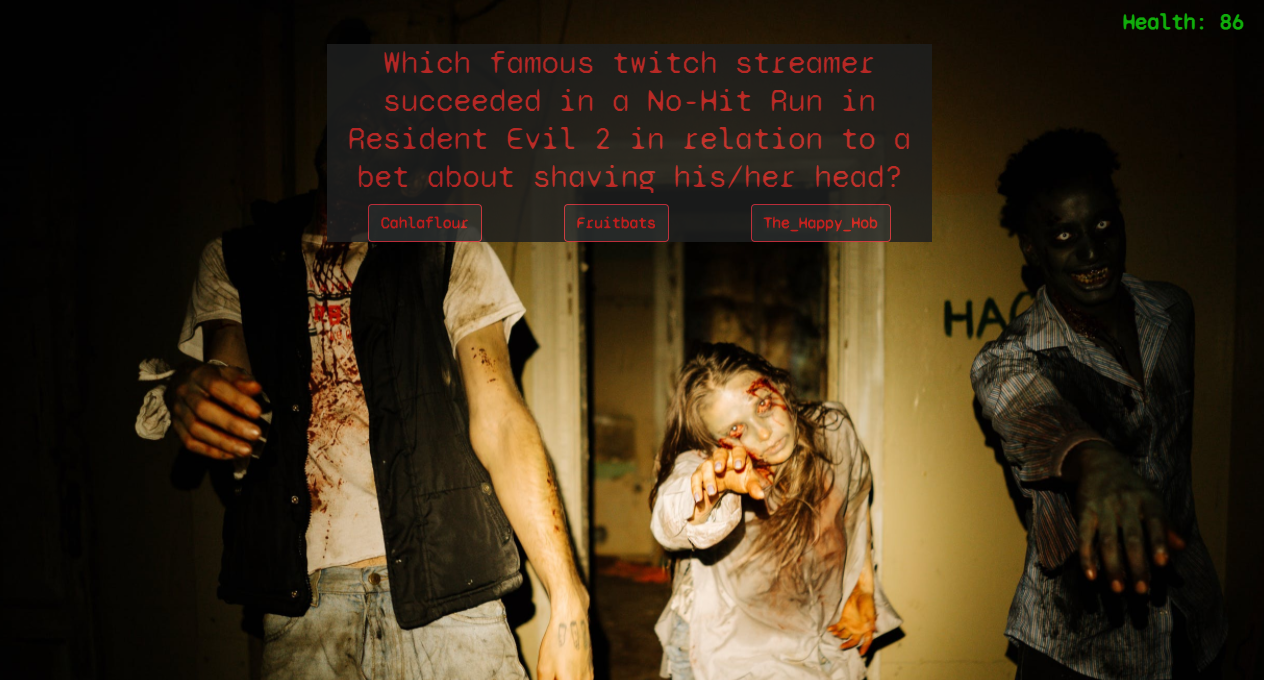 Health: 86
Which famous twitch streamer
succeeded in a No-Hit Run in
Resident Evil 2 in relation to a
bet about shaving his/her head?
Cahlaflour
Fruitbats
The_Happy_Hob
HAC